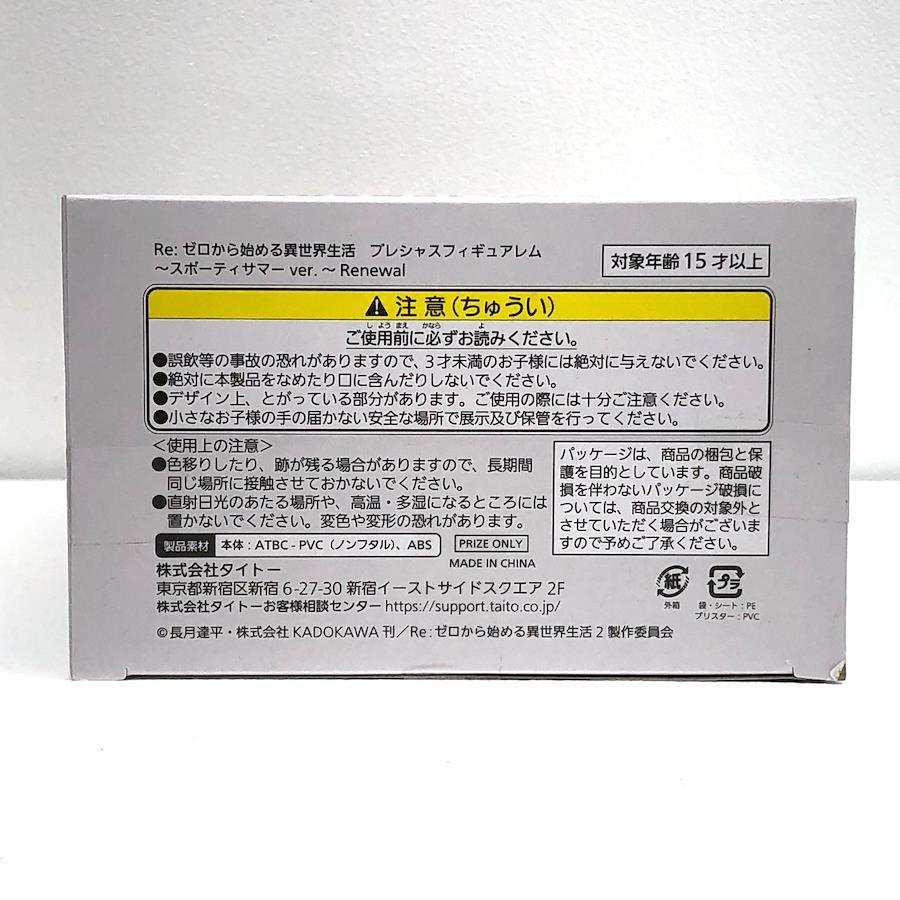 Re: ゼロから始める異世界生活　プレシャスフィギュアレム
～スポーティサマー ver. ～ Renewal
対象年齢 15 才以上
注意（ちゅうい）
ご使用前に必ずお読みください。
●誤飲等の事故の恐れがありますので、３才未満のお子様には絶対に与えないでください。
●絶対に本製品をなめたり口に含んだりしないでください。
●デザイン上、とがっている部分があります。ご使用の際には十分ご注意ください。
●小さなお子様の手の届かない安全な場所で展示及び保管を行ってください。
＜使用上の注意＞
●色移りしたり、跡が残る場合がありますので、長期間
同じ場所に接触させておかないでください。
●直射日光のあたる場所や、高温・多湿になるところには
置かないでください。変色や変形の恐れがあります。
パッケージは、商品の梱包と保
護を目的としています。商品破
損を伴わないパッケージ破損に
ついては、商品交換の対象外と
させていただく場合がございま
すので予めご了承ください。
製品素材 本体：ATBC - PVC（ノンフタル）、ABS
PRIZE ONLY
MADE IN CHINA
株式会社タイトー
東京都新宿区新宿 6-27-30 新宿イーストサイドスクエア 2F
株式会社タイトーお客様相談センター https://support.taito.co.jp/
紙
外箱
プラ
袋・シート：PE
ブリスター：PVC
©長月達平・株式会社 KADOKAWA 刊／Re：ゼロから始める異世界生活 2 製作委員会